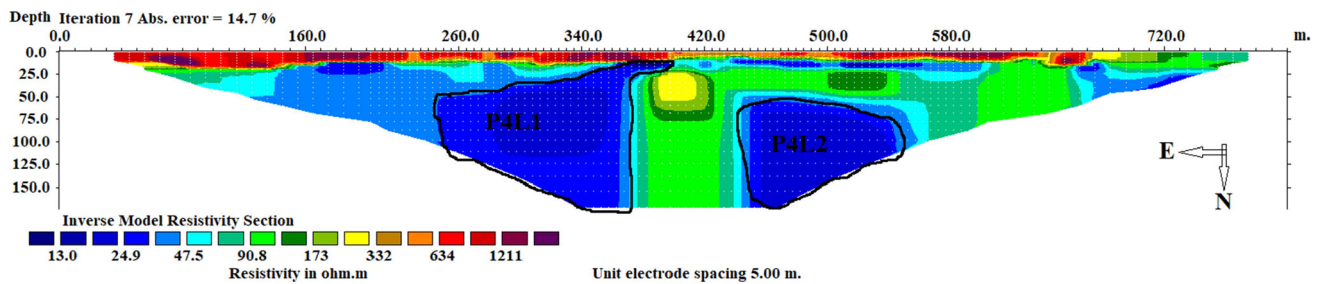 Depth Iteration 7 Abs. error = 14.7 %
0.0 160.0 260.0 340.0 420.0 500.0 580.0 720.0 m.
0.0
25.0
50.0
75.0
100.0
125.0
150.0
P4L1
P4L2
E
N
Inverse Model Resistivity Section
13.0 24.9 47.5 90.8 173 332 634 1211
Resistivity in ohm.m Unit electrode spacing 5.00 m.